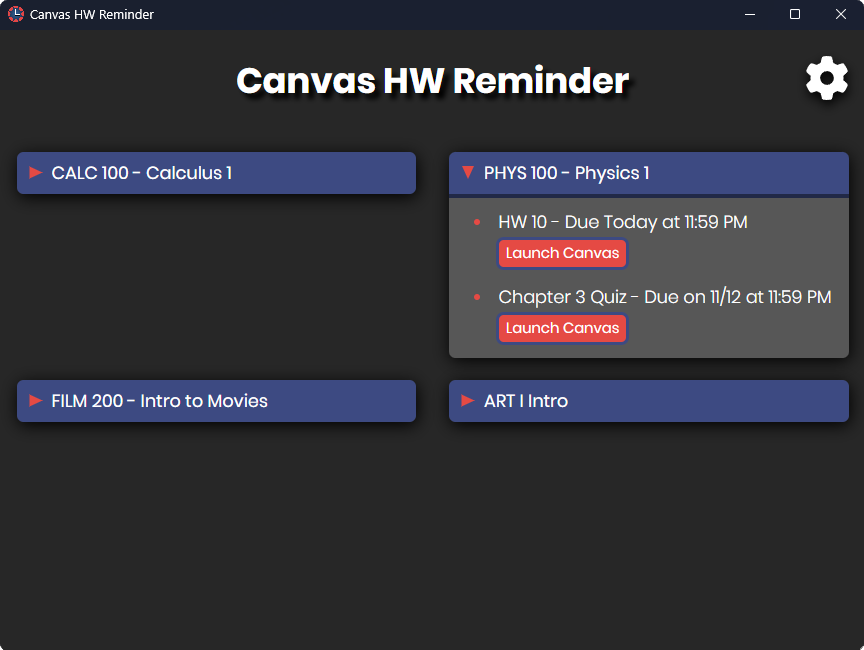 Canvas HW Reminder
Canvas HW Reminder
CALC 100 - Calculus 1
PHYS 100 - Physics 1
HW 10 - Due Today at 11:59 PM
Launch Canvas
Chapter 3 Quiz - Due on 11/12 at 11:59 PM
Launch Canvas
FILM 200 - Intro to Movies
ART I Intro